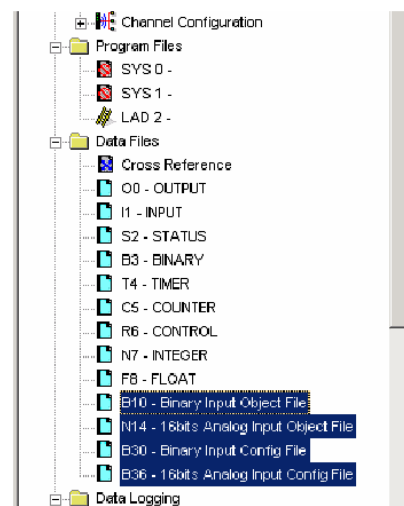 Channel Configuration
Program Files
SYS 0 -
SYS 1 -
LAD 2 -
Data Files
Cross Reference
O0 - OUTPUT
I1 - INPUT
S2 - STATUS
B3 - BINARY
T4 - TIMER
C5 - COUNTER
R6 - CONTROL
N7 - INTEGER
F8 - FLOAT
B10 - Binary Input Object File
N14 - 16bits Analog Input Object File
B30 - Binary Input Config File
B36 - 16bits Analog Input Config File
Data Logging